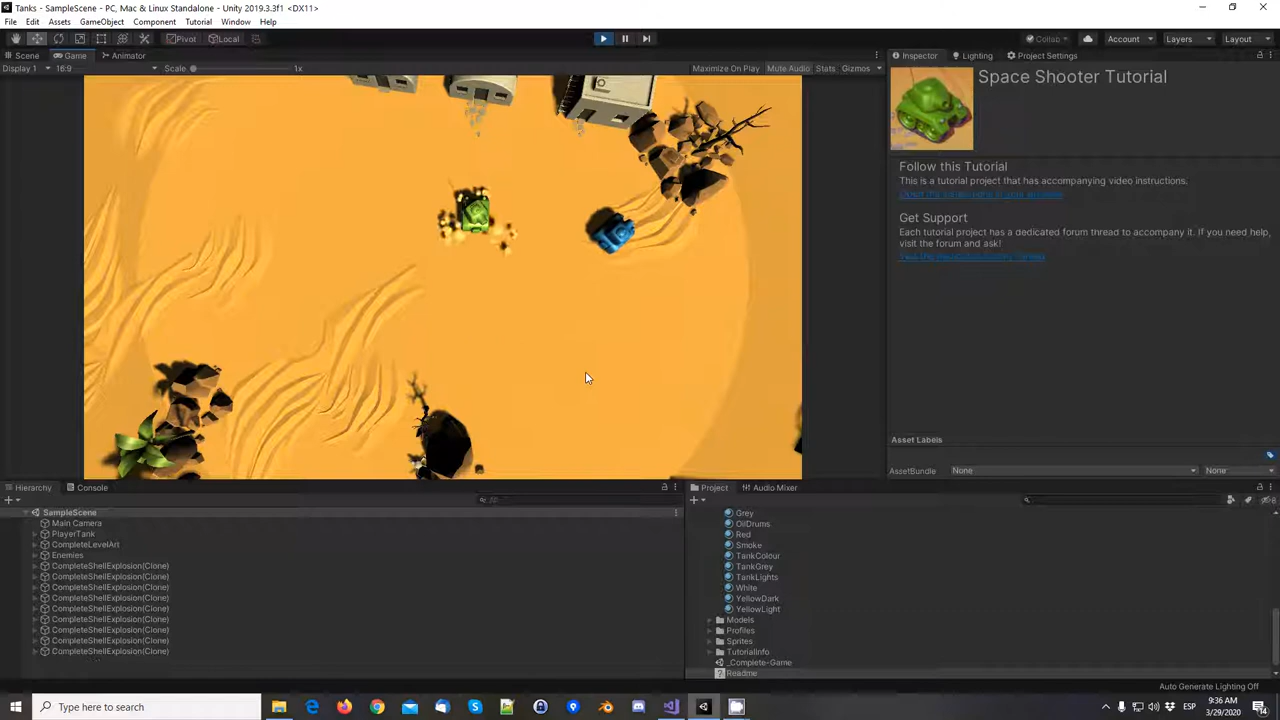 Tanks - SampleScene - PC, Mac & Linux Standalone - Unity 2019.3.3f1 <DX11>
File Edit Assets GameObject Component Tutorial Window Help
Pivot Local Collab Account Layers Layout
Scene Game Animator Inspector Lighting Project Settings
Display 1 16:9 Scale 1x Maximize On Play Mute Audio Stats Gizmos
Space Shooter Tutorial
Follow this Tutorial
This is a tutorial project that has accompanying video instructions.
Get Support
Each tutorial project has a dedicated forum thread to accompany it. If you need help,
visit the forum and ask!
Asset Labels
AssetBundle None None
Hierarchy Console
SampleScene
Main Camera
PlayerTank
CompleteLevelArt
Enemies
CompleteShellExplosion(Clone)
CompleteShellExplosion(Clone)
CompleteShellExplosion(Clone)
CompleteShellExplosion(Clone)
CompleteShellExplosion(Clone)
CompleteShellExplosion(Clone)
CompleteShellExplosion(Clone)
CompleteShellExplosion(Clone)
CompleteShellExplosion(Clone)
Project Audio Mixer
Grey
OilDrums
Red
Smoke
TankColour
TankGrey
TankLights
White
YellowDark
YellowLight
Models
Profiles
Sprites
TutorialInfo
_Complete-Game
Readme
Auto Generate Lighting Off
Type here to search
ESP
9:36 AM
3/29/2020